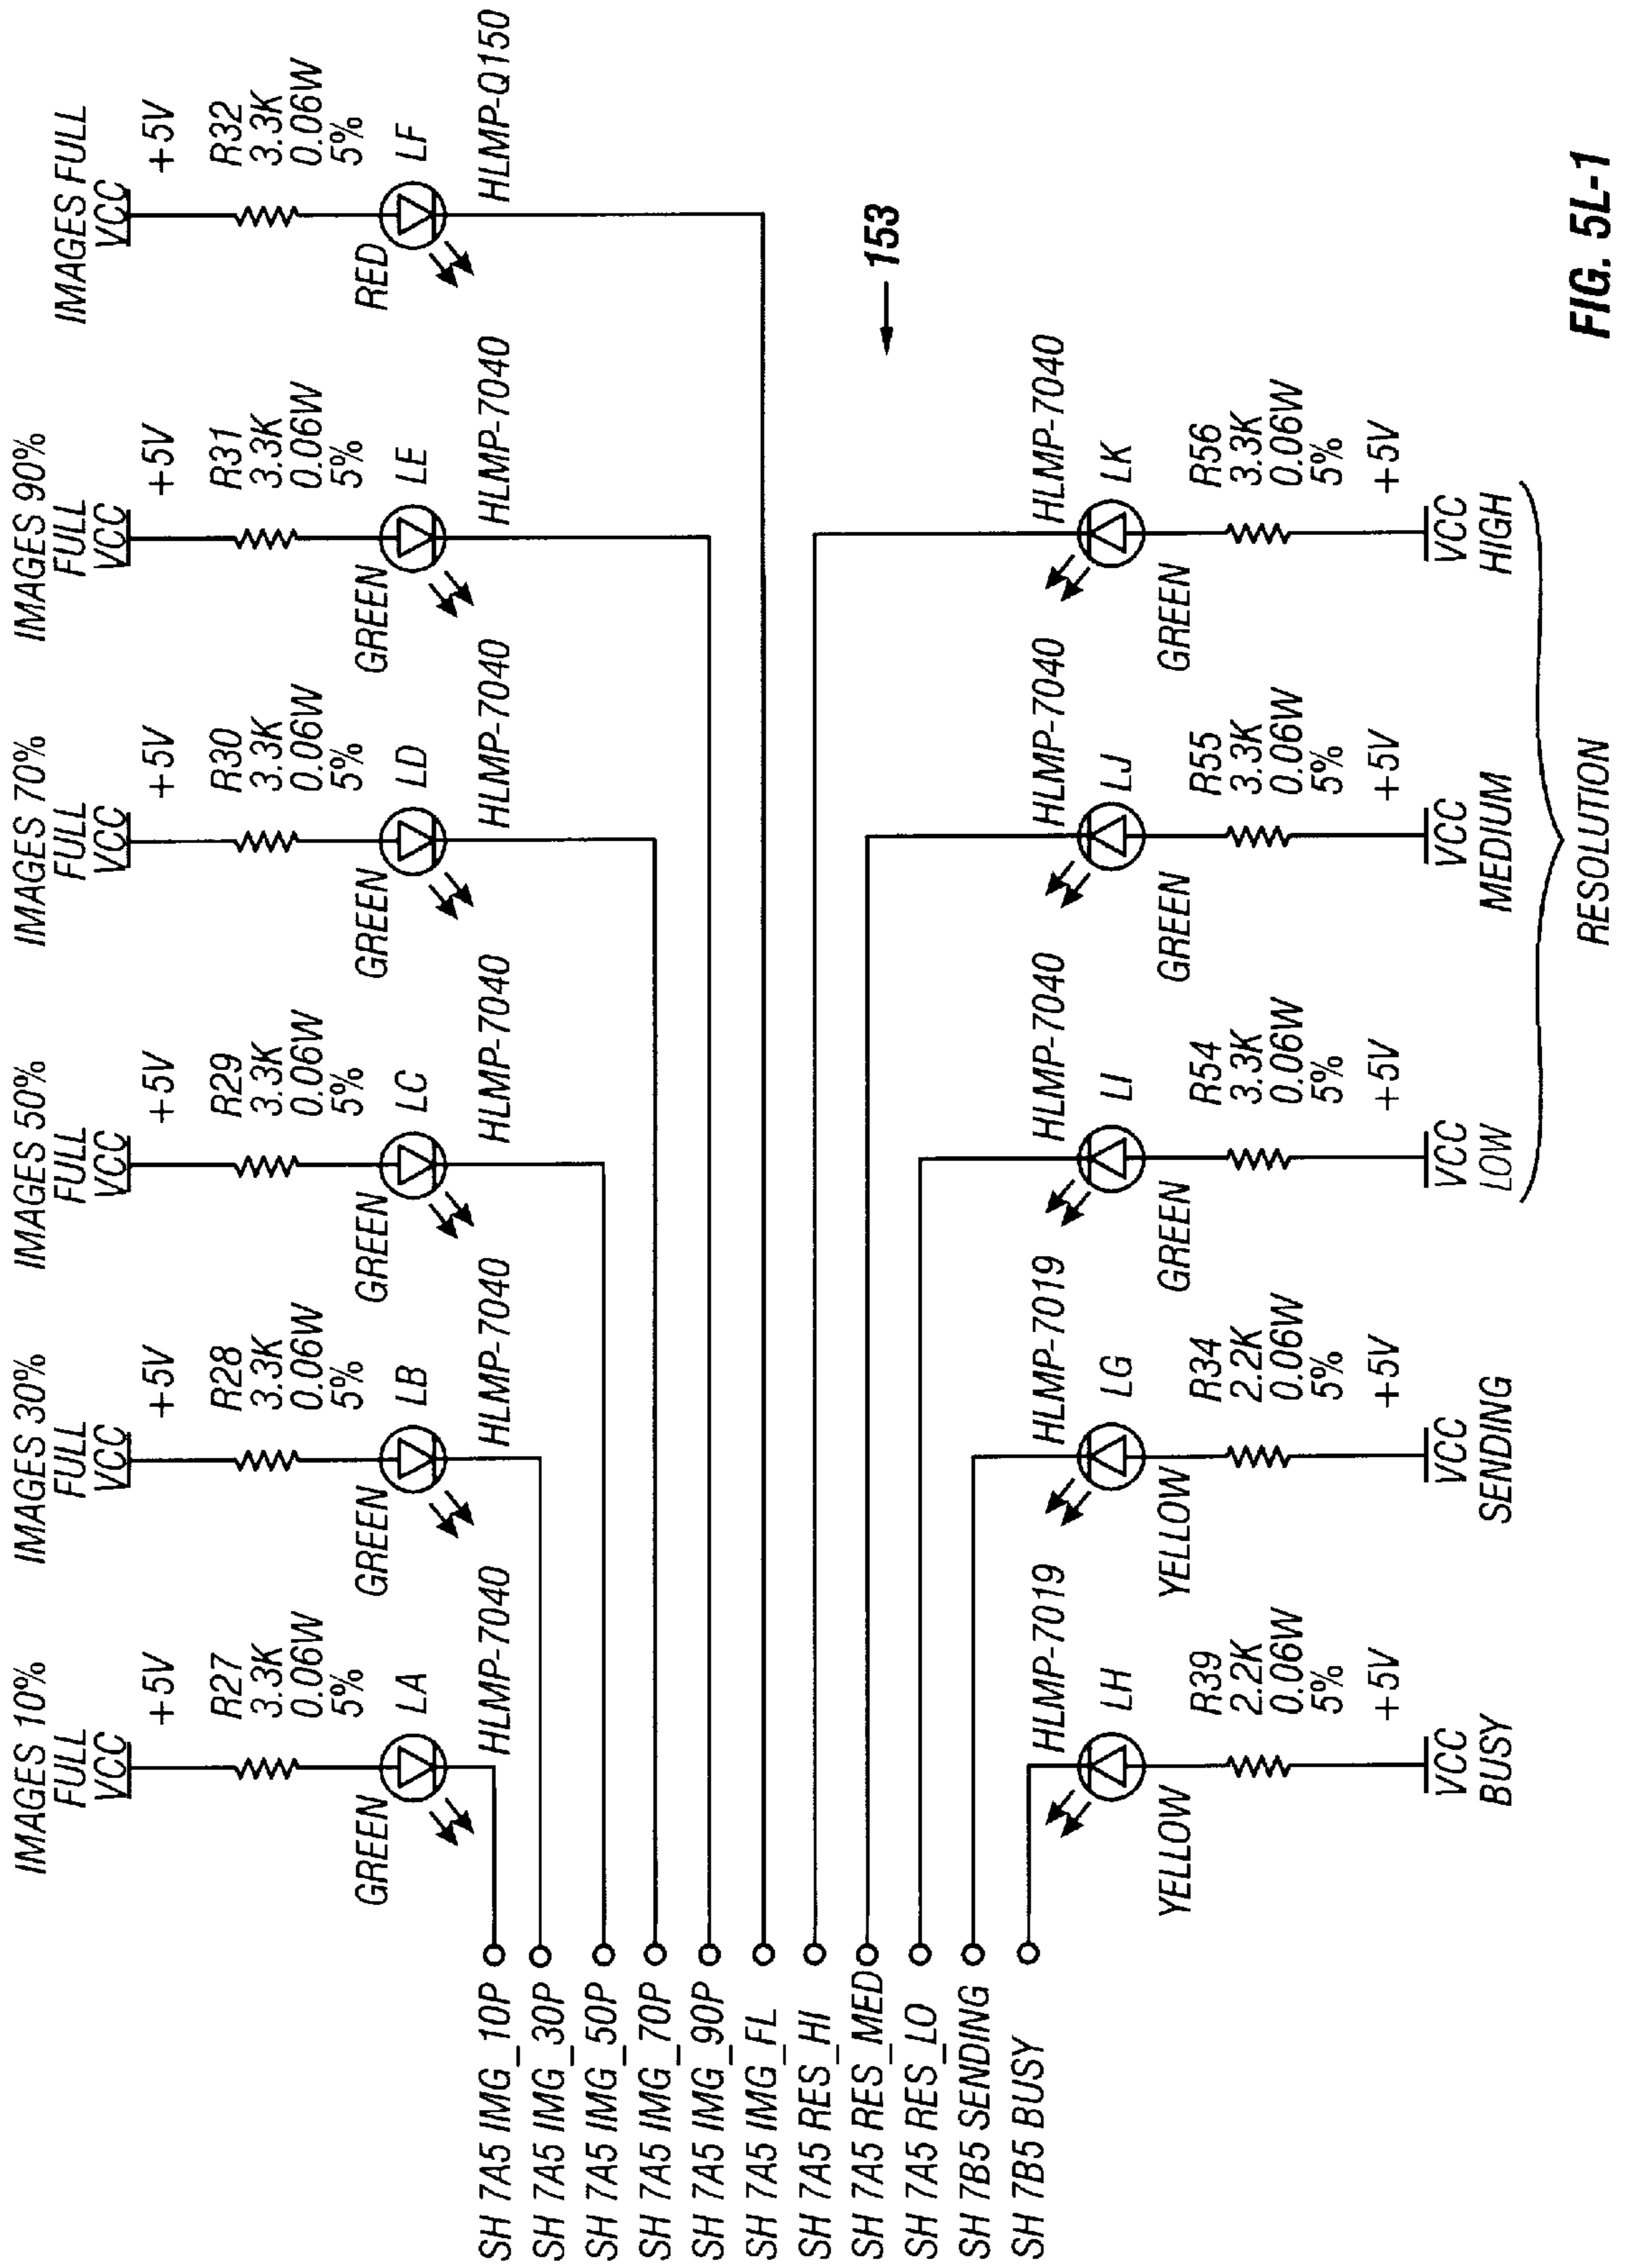 IMAGES 10%
FULL
VCC
+5V
R27
3.3K
0.06W
5%
GREEN
LA
HLMP-7040
IMAGES 30%
FULL
VCC
+5V
R28
3.3K
0.06W
5%
GREEN
LB
HLMP-7040
IMAGES 50%
FULL
VCC
+5V
R29
3.3K
0.06W
5%
GREEN
LC
HLMP-7040
IMAGES 70%
FULL
VCC
+5V
R30
3.3K
0.06W
5%
GREEN
LD
HLMP-7040
IMAGES 90%
FULL
VCC
+5V
R31
3.3K
0.06W
5%
GREEN
LE
HLMP-7040
IMAGES FULL
VCC
+5V
R32
3.3K
0.06W
5%
RED
LF
HLMP-Q150
SH 7A5 IMG_10P
SH 7A5 IMG_30P
SH 7A5 IMG_50P
SH 7A5 IMG_70P
SH 7A5 IMG_90P
SH 7A5 IMG_FL
SH 7A5 RES_HI
SH 7A5 RES_MED
SH 7A5 RES_LO
SH 7B5 SENDING
SH 7B5 BUSY
153
HLMP-7019
LH
YELLOW
R39
2.2K
0.06W
5%
+5V
VCC
BUSY
HLMP-7019
LG
YELLOW
R34
2.2K
0.06W
5%
+5V
VCC
SENDING
HLMP-7040
LI
GREEN
R54
3.3K
0.06W
5%
+5V
VCC
LOW
HLMP-7040
LJ
GREEN
R55
3.3K
0.06W
5%
+5V
VCC
MEDIUM
HLMP-7040
LK
GREEN
R56
3.3K
0.06W
5%
+5V
VCC
HIGH
RESOLUTION
FIG. 5L-1